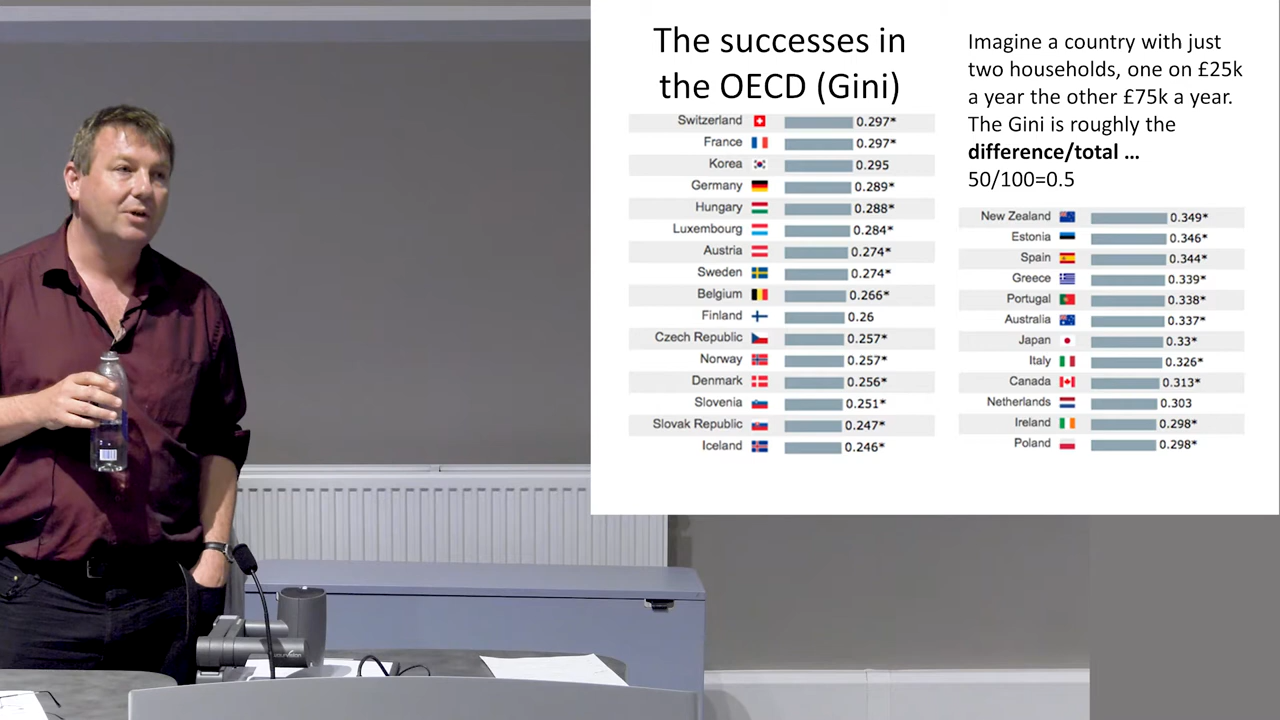 The successes in
the OECD (Gini)
Switzerland 0.297*
France 0.297*
Korea 0.295
Germany 0.289*
Hungary 0.288*
Luxembourg 0.284*
Austria 0.274*
Sweden 0.274*
Belgium 0.266*
Finland 0.26
Czech Republic 0.257*
Norway 0.257*
Denmark 0.256*
Slovenia 0.251*
Slovak Republic 0.247*
Iceland 0.246*
Imagine a country with just
two households, one on £25k
a year the other £75k a year.
The Gini is roughly the
difference/total ...
50/100=0.5
New Zealand 0.349*
Estonia 0.346*
Spain 0.344*
Greece 0.339*
Portugal 0.338*
Australia 0.337*
Japan 0.33*
Italy 0.326*
Canada 0.313*
Netherlands 0.303
Ireland 0.298*
Poland 0.298*